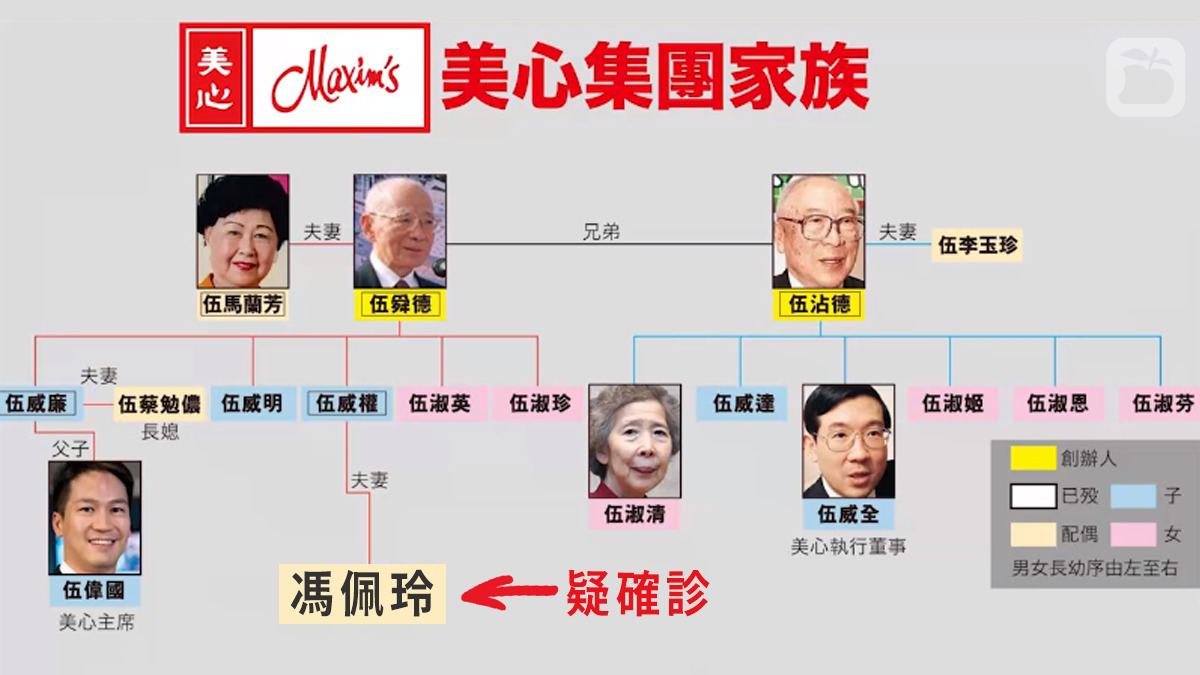 美心
Maxim's
美心集團家族
夫妻
兄弟
夫妻
伍李玉珍
伍馬蘭芳
伍舜德
伍沾德
夫妻
伍威廉
伍蔡勉儂
長媳
伍威明
伍威權
伍淑英
伍淑珍
伍淑清
伍威達
伍威全
美心執行董事
伍淑姬
伍淑恩
伍淑芬
父子
伍偉國
美心主席
夫妻
馮佩玲
疑確診
創辦人
已歿
子
配偶
女
男女長幼序由左至右